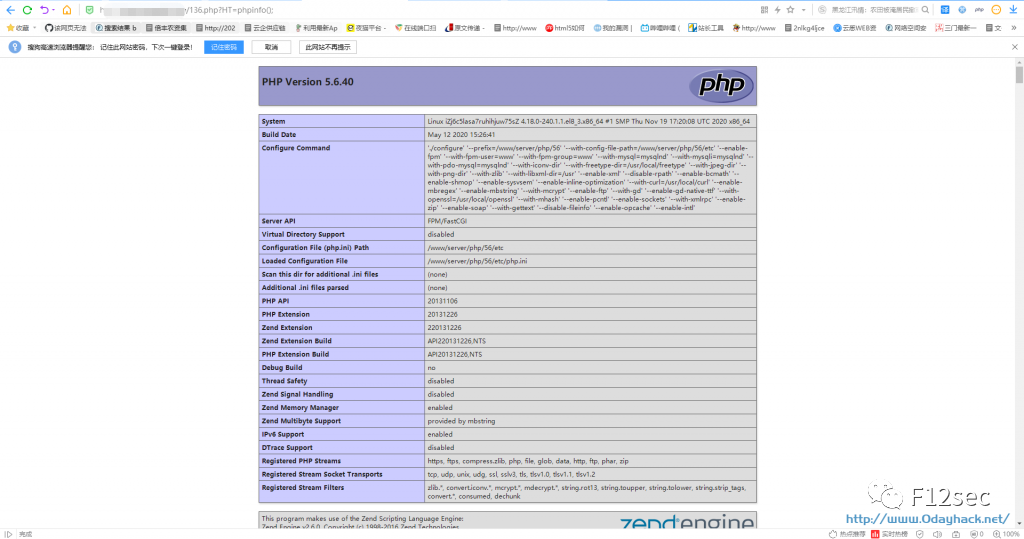 /136.php?HT=phpinfo();
收藏
该网页无法
搜索结果 b
倍丰农资集
http://202
云企供应链
利用最新Ap
夜猫平台 -
在线端口扫
原文传递 -
http://www
html5如何
我的漏洞 |
哔哩哔哩 (
站长工具
http://www
2nlkg4ljce
云悉WEB资
网络空间安
三门最新一
文
搜狗高速浏览器提醒您: 记住此网站密码,下次一键登录!
记住密码
取消
此网站不再提示
PHP Version 5.6.40
php
System Linux iZj6c5lasa7ruhihjuw75sZ 4.18.0-240.1.1.el8_3.x86_64 #1 SMP Thu Nov 19 17:20:08 UTC 2020 x86_64
Build Date May 12 2020 15:26:41
Configure Command './configure' '--prefix=/www/server/php/56' '--with-config-file-path=/www/server/php/56/etc' '--enable-
fpm' '--with-fpm-user=www' '--with-fpm-group=www' '--with-mysql=mysqlnd' '--with-mysqli=mysqlnd' '--
with-pdo-mysql=mysqlnd' '--with-iconv-dir' '--with-freetype-dir=/usr/local/freetype' '--with-jpeg-dir'
'--with-png-dir' '--with-zlib' '--with-libxml-dir=/usr' '--enable-xml' '--disable-rpath' '--enable-bcmath' '--
enable-shmop' '--enable-sysvsem' '--enable-inline-optimization' '--with-curl=/usr/local/curl' '--enable-
mbregex' '--enable-mbstring' '--with-mcrypt' '--enable-ftp' '--with-gd' '--enable-gd-native-ttf' '--with-
openssl=/usr/local/openssl' '--with-mhash' '--enable-pcntl' '--enable-sockets' '--with-xmlrpc' '--enable-
zip' '--enable-soap' '--with-gettext' '--disable-fileinfo' '--enable-opcache' '--enable-intl'
Server API FPM/FastCGI
Virtual Directory Support disabled
Configuration File (php.ini) Path /www/server/php/56/etc
Loaded Configuration File /www/server/php/56/etc/php.ini
Scan this dir for additional .ini files (none)
Additional .ini files parsed (none)
PHP API 20131106
PHP Extension 20131226
Zend Extension 220131226
Zend Extension Build API220131226,NTS
PHP Extension Build API20131226,NTS
Debug Build no
Thread Safety disabled
Zend Signal Handling disabled
Zend Memory Manager enabled
Zend Multibyte Support provided by mbstring
IPv6 Support enabled
DTrace Support disabled
Registered PHP Streams https, ftps, compress.zlib, php, file, glob, data, http, ftp, phar, zip
Registered Stream Socket Transports tcp, udp, unix, udg, ssl, sslv3, tls, tlsv1.0, tlsv1.1, tlsv1.2
Registered Stream Filters zlib.*, convert.iconv.*, mcrypt.*, mdecrypt.*, string.rot13, string.toupper, string.tolower, string.strip_tags,
convert.*, consumed, dechunk
This program makes use of the Zend Scripting Language Engine:
Zend Engine v2.6.0, Copyright (c) 1998-2016 Zend Technologies
zend engine
F12sec
http://www.0dayhack.net/
完成
热点推荐
实时热榜
0
100%